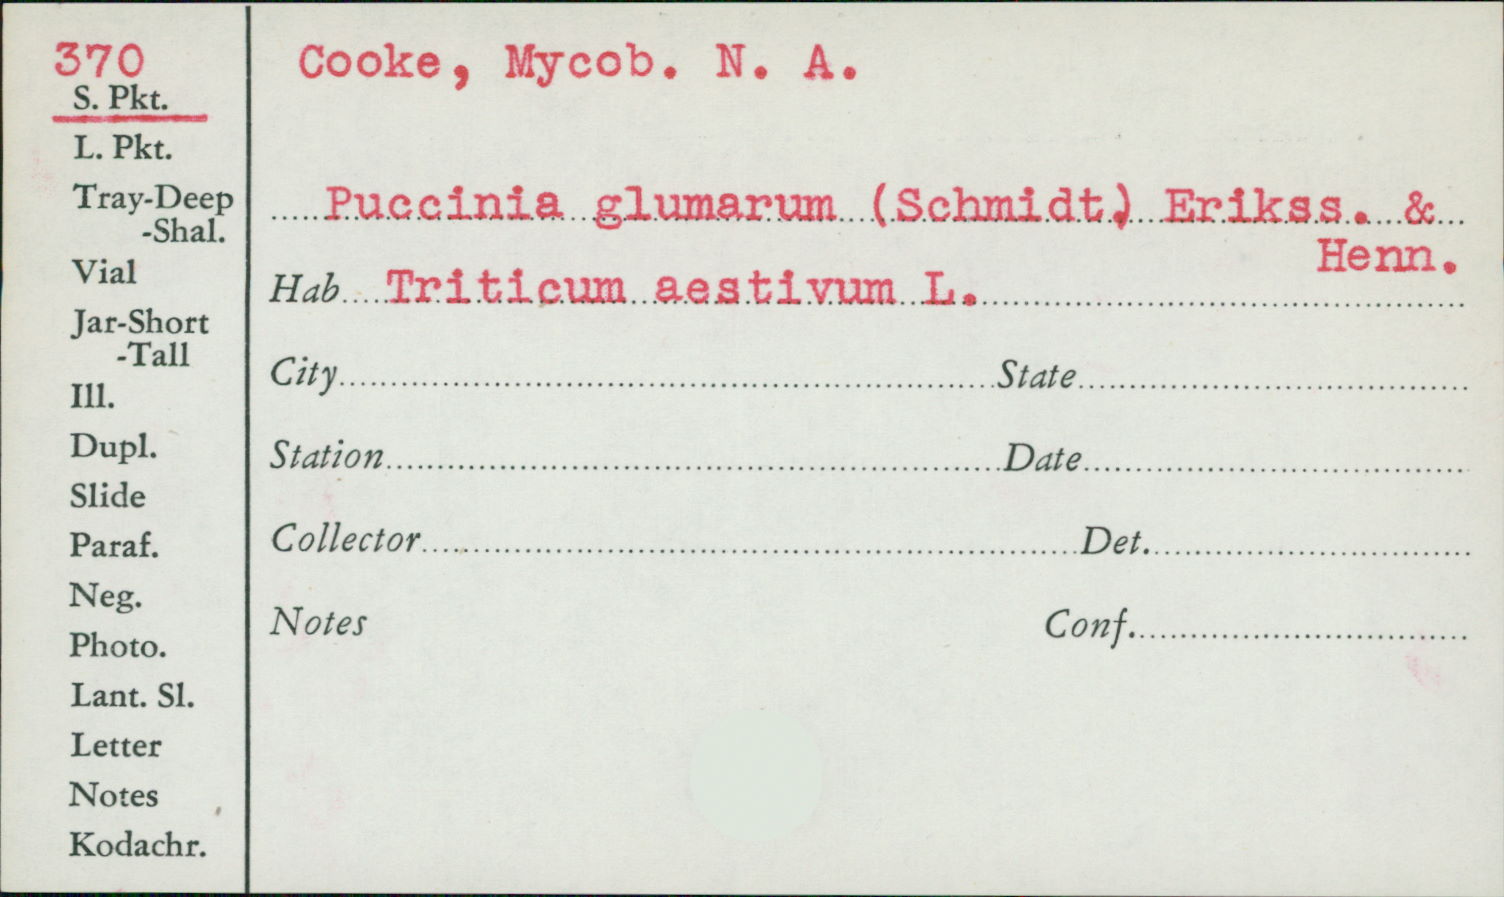 370
S. Pkt.
L. Pkt.
Tray-Deep
-Shal.
Vial
Jar-Short
-Tall
Ill.
Dupl.
Slide
Paraf.
Neg.
Photo.
Lant. Sl.
Letter
Notes
Kodachr.
Cooke, Mycob. N. A.
Puccinia glumarum (Schmidt.) Erikss. &
Henn.
Hab. Triticum aestivum L.
City State
Station Date
Collector Det.
Notes Conf.